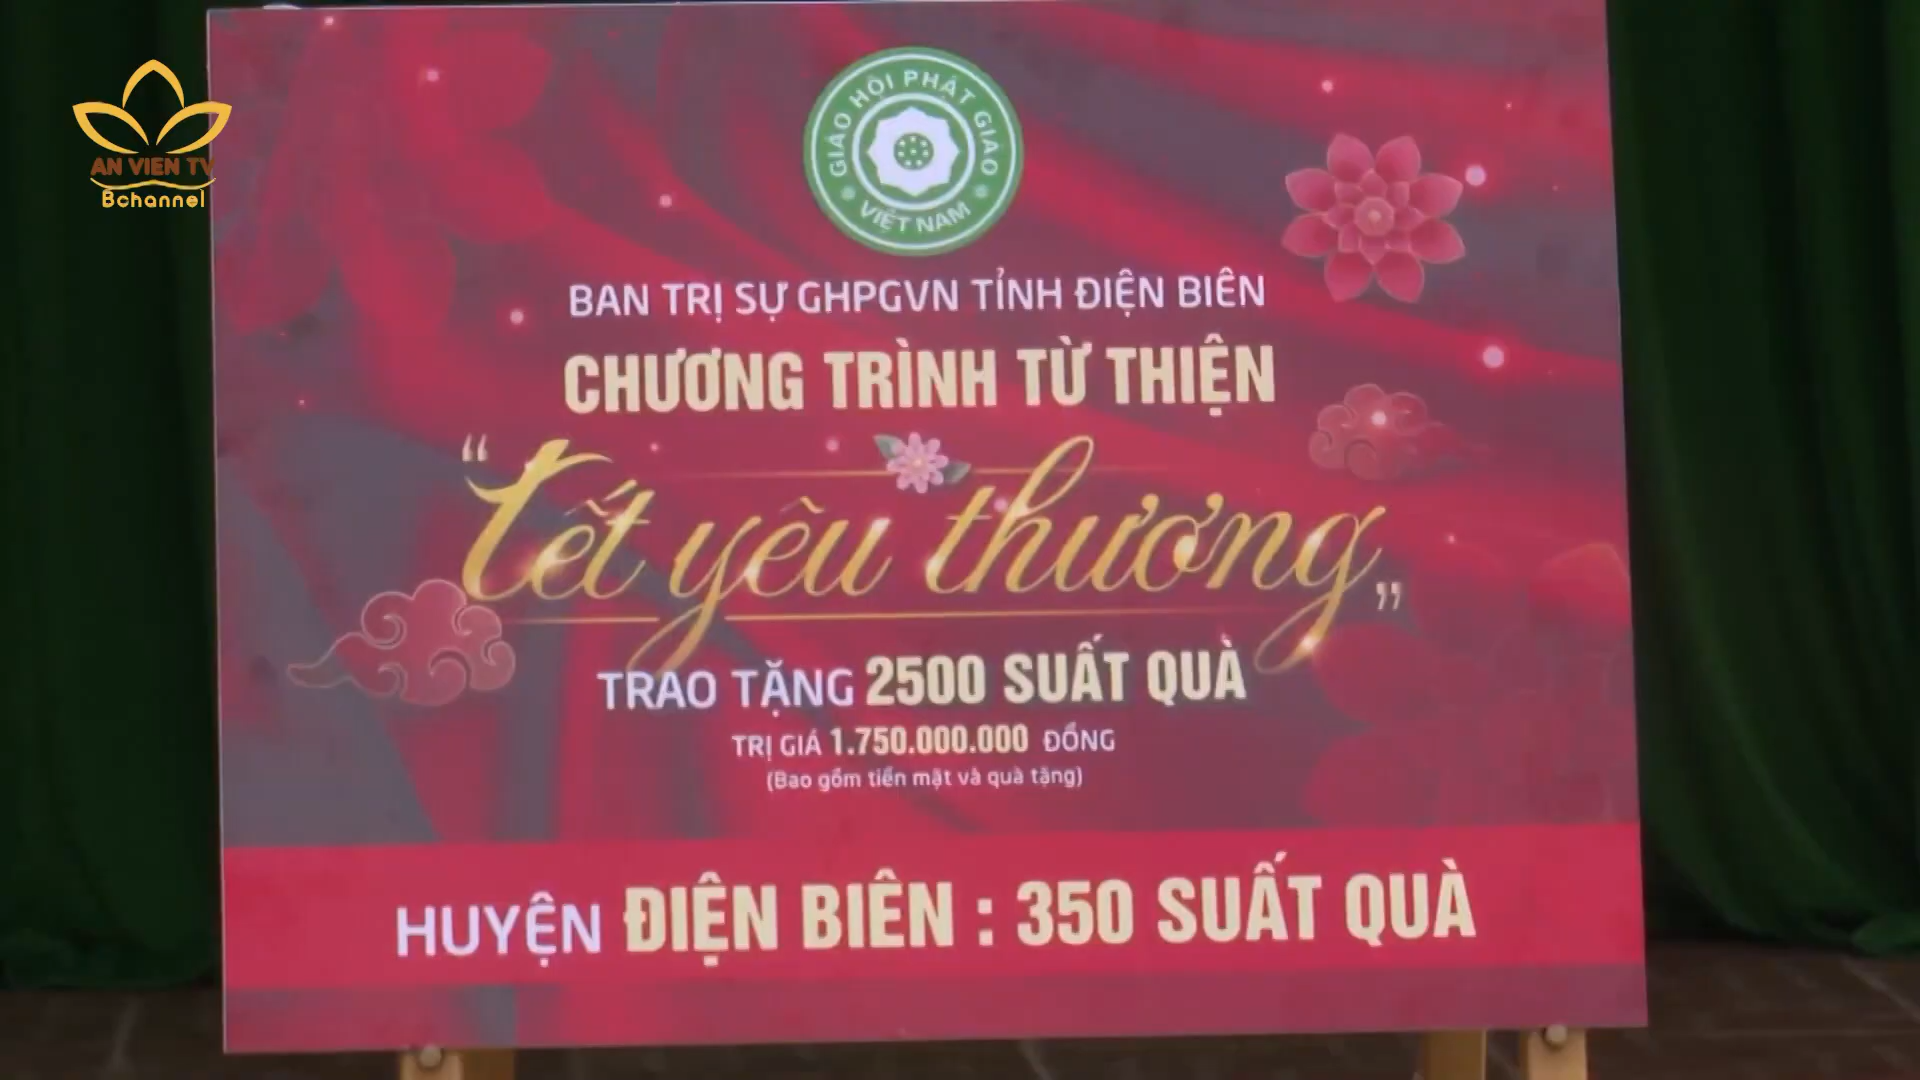 AN VIEN TV
Bchannel
GIÁO HỘI PHẬT GIÁO
VIỆT NAM
BAN TRỊ SỰ GHPGVN TỈNH ĐIỆN BIÊN
CHƯƠNG TRÌNH TỪ THIỆN
“Tết yêu thương”
TRAO TẶNG 2500 SUẤT QUÀ
TRỊ GIÁ 1.750.000.000 ĐỒNG
(Bao gồm tiền mặt và quà tặng)
HUYỆN ĐIỆN BIÊN : 350 SUẤT QUÀ